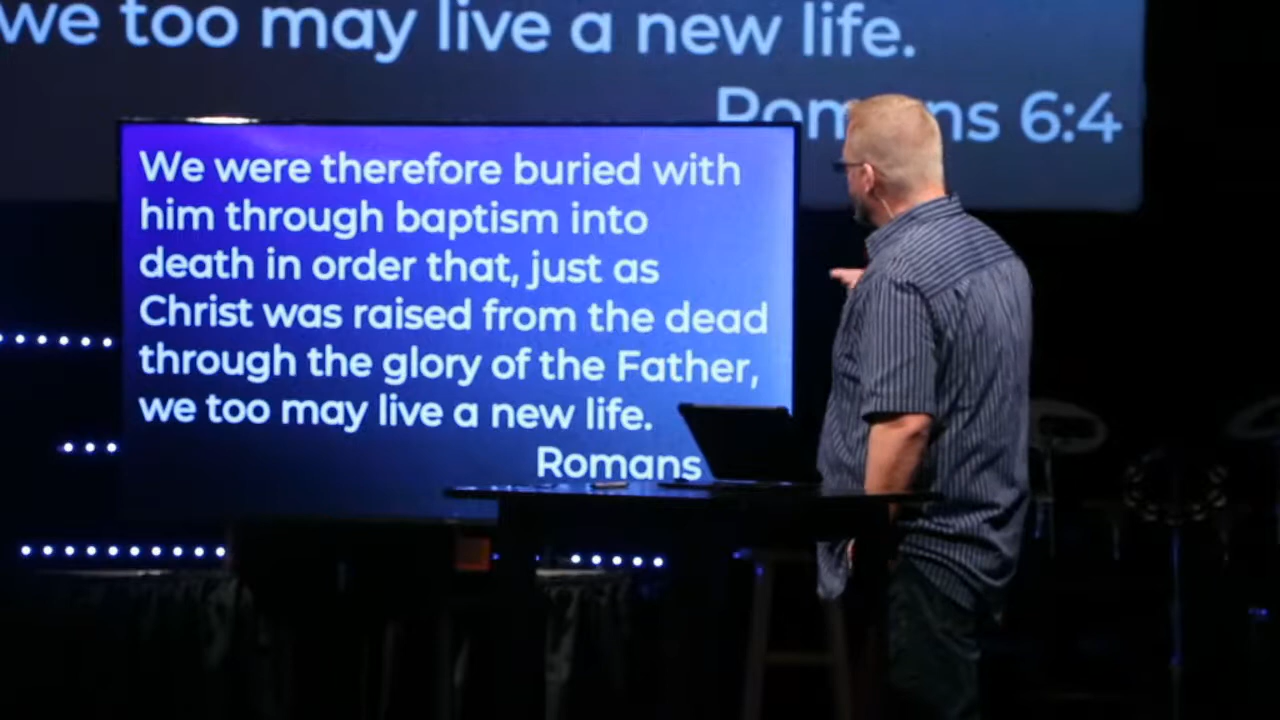 we too may live a new life.
Romans 6:4
We were therefore buried with
him through baptism into
death in order that, just as
Christ was raised from the dead
through the glory of the Father,
we too may live a new life.
Romans